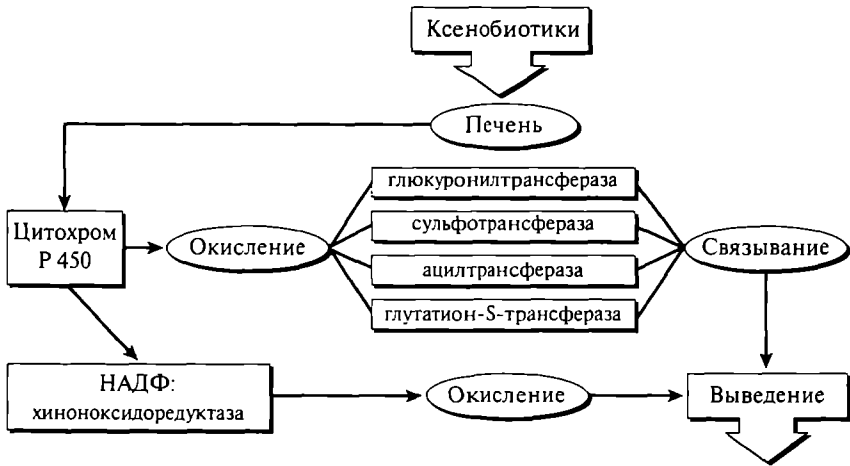 Ксенобиотики
Печень
глюкуронилтрансфераза
сульфотрансфераза
ацилтрансфераза
глутатион-S-трансфераза
Цитохром
Р 450
Окисление
Связывание
НАДФ:
хиноноксидоредуктаза
Окисление
Выведение